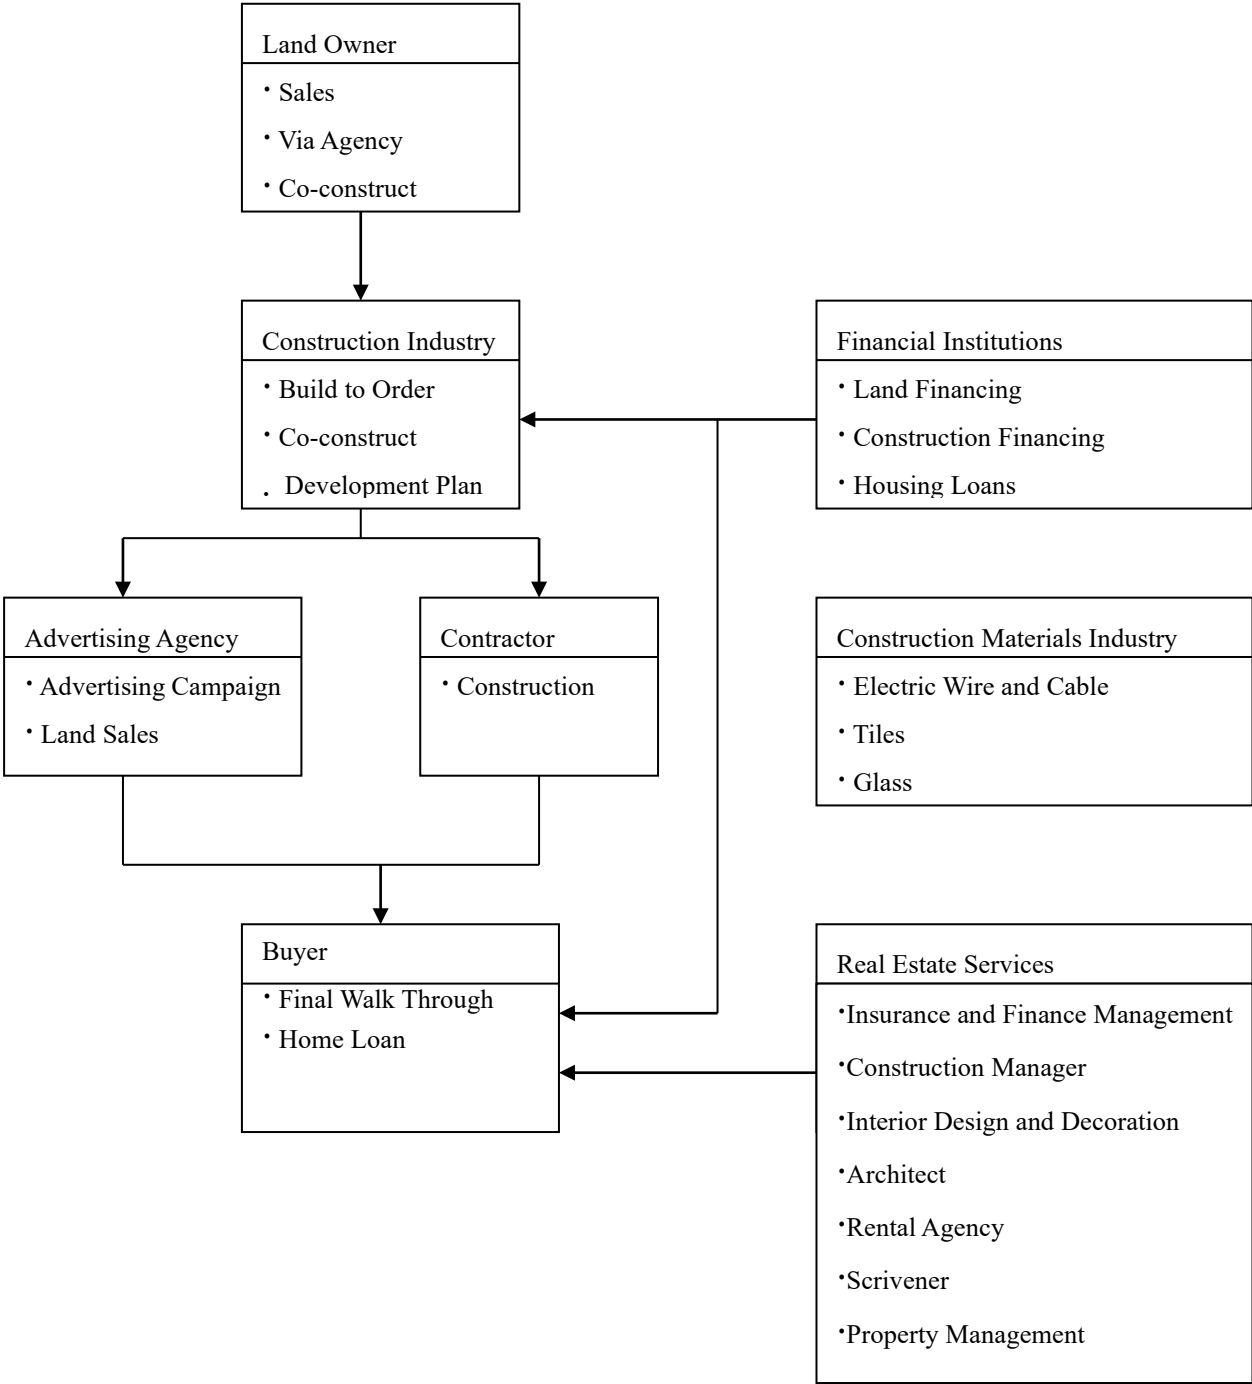 Land Owner
· Sales
· Via Agency
· Co-construct
Construction Industry
· Build to Order
· Co-construct
. Development Plan
Financial Institutions
· Land Financing
· Construction Financing
· Housing Loans
Advertising Agency
· Advertising Campaign
· Land Sales
Contractor
· Construction
Construction Materials Industry
· Electric Wire and Cable
· Tiles
· Glass
Buyer
· Final Walk Through
· Home Loan
Real Estate Services
·Insurance and Finance Management
·Construction Manager
·Interior Design and Decoration
·Architect
·Rental Agency
·Scrivener
·Property Management